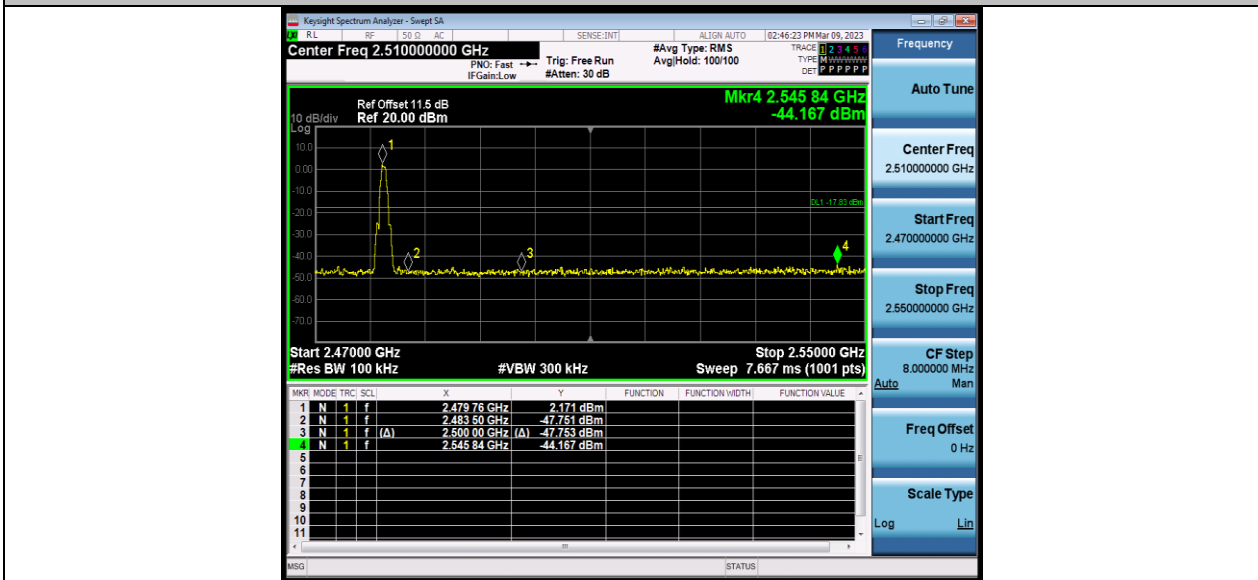 Keysight Spectrum Analyzer - Swept SA
LXI RL RF 50 Ω AC SENSE:INT ALIGN AUTO 02:46:23 PM Mar 09, 2023
Center Freq 2.510000000 GHz
PNO: Fast
IFGain:Low
Trig: Free Run
#Atten: 30 dB
#Avg Type: RMS
Avg|Hold: 100/100
TRACE 1 2 3 4 5 6
TYPE M WWWWW
DET P P P P P P
Mkr4 2.545 84 GHz
-44.167 dBm
Ref Offset 11.5 dB
10 dB/div Ref 20.00 dBm
Log
10.0
0.00
-10.0
-20.0
-30.0
-40.0
-50.0
-60.0
-70.0
1
2
3
4
DL1 -17.83 dBm
Start 2.47000 GHz Stop 2.55000 GHz
#Res BW 100 kHz #VBW 300 kHz Sweep 7.667 ms (1001 pts)
MKR MODE TRC SCL X Y FUNCTION FUNCTION WIDTH FUNCTION VALUE
1 N 1 f 2.479 76 GHz 2.171 dBm
2 N 1 f 2.483 50 GHz -47.751 dBm
3 N 1 f (Δ) 2.500 00 GHz (Δ) -47.753 dBm
4 N 1 f 2.545 84 GHz -44.167 dBm
5
6
7
8
9
10
11
MSG STATUS
Frequency
Auto Tune
Center Freq
2.510000000 GHz
Start Freq
2.470000000 GHz
Stop Freq
2.550000000 GHz
CF Step
8.000000 MHz
Auto Man
Freq Offset
0 Hz
Scale Type
Log Lin